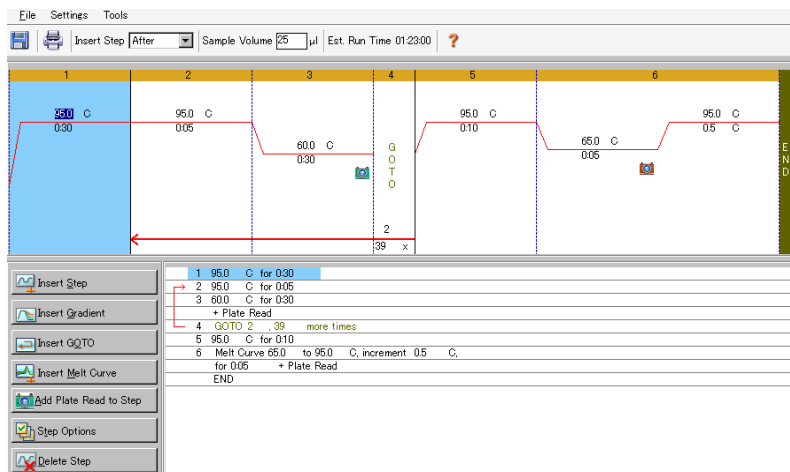 File Settings Tools
Insert Step After Sample Volume 25 µl Est. Run Time 01:23:00 ?
1 2 3 4 5 6
95.0 C 95.0 C 95.0 C 95.0 C
0:30 0:05 0:10 0.5 C
60.0 C 65.0 C
0:30 0:05
GOTO
END
2
39 x
Insert Step
Insert Gradient
Insert GOTO
Insert Melt Curve
Add Plate Read to Step
Step Options
Delete Step
1 95.0 C for 0:30
2 95.0 C for 0:05
3 60.0 C for 0:30
+ Plate Read
4 GOTO 2 , 39 more times
5 95.0 C for 0:10
6 Melt Curve 65.0 to 95.0 C, increment 0.5 C,
for 0:05 + Plate Read
END